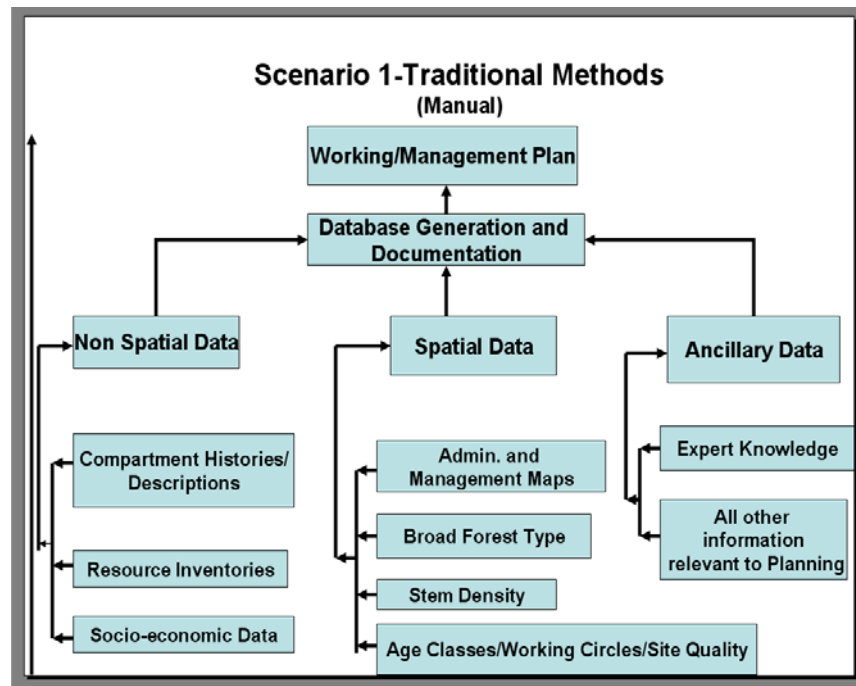 Scenario 1-Traditional Methods
(Manual)
Working/Management Plan
Database Generation and
Documentation
Non Spatial Data
Spatial Data
Ancillary Data
Compartment Histories/
Descriptions
Resource Inventories
Socio-economic Data
Admin. and
Management Maps
Broad Forest Type
Stem Density
Age Classes/Working Circles/Site Quality
Expert Knowledge
All other
information
relevant to Planning